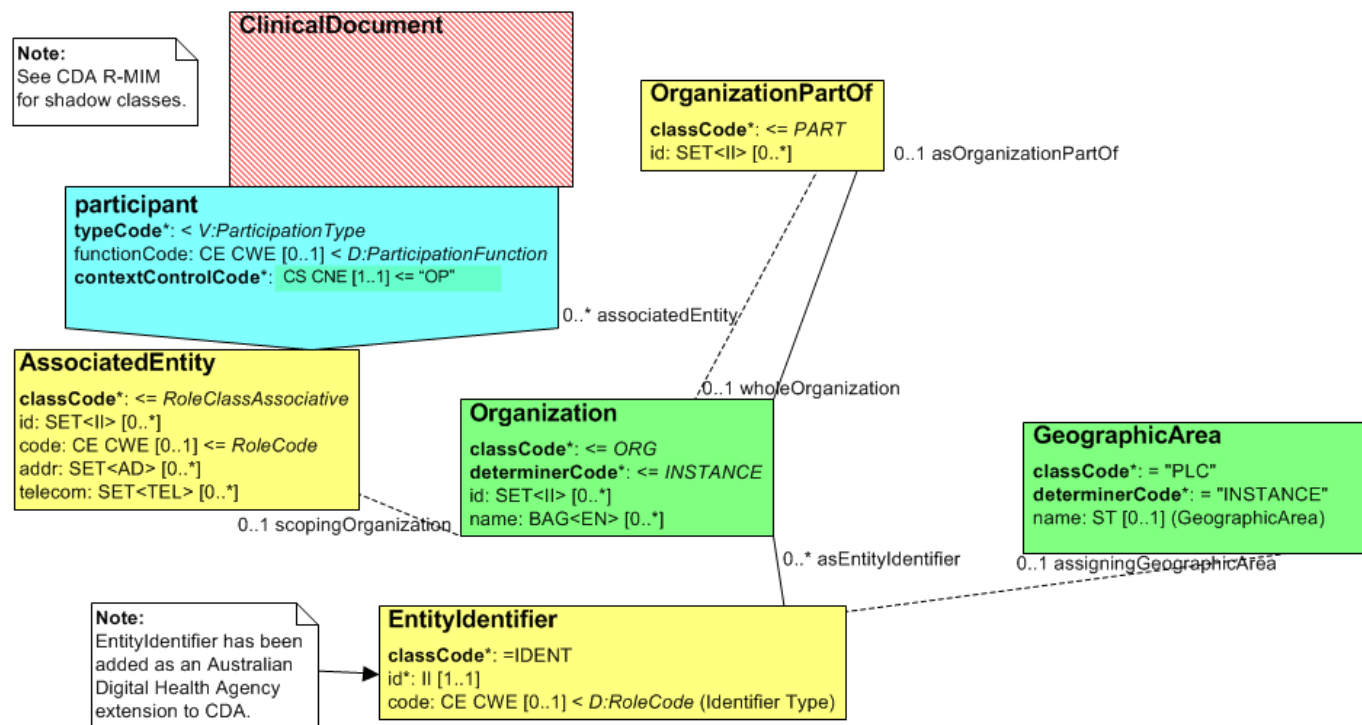 ClinicalDocument
Note:
See CDA R-MIM
for shadow classes.
OrganizationPartOf
classCode*: <= PART
id: SET<II> [0..*]
0..1 asOrganizationPartOf
participant
typeCode*: < V:ParticipationType
functionCode: CE CWE [0..1] < D:ParticipationFunction
contextControlCode*: CS CNE [1..1] <= “OP”
0..* associatedEntity
AssociatedEntity
classCode*: <= RoleClassAssociative
id: SET<II> [0..*]
code: CE CWE [0..1] <= RoleCode
addr: SET<AD> [0..*]
telecom: SET<TEL> [0..*]
0..1 wholeOrganization
Organization
classCode*: <= ORG
determinerCode*: <= INSTANCE
id: SET<II> [0..*]
name: BAG<EN> [0..*]
GeographicArea
classCode*: = "PLC"
determinerCode*: = "INSTANCE"
name: ST [0..1] (GeographicArea)
0..1 scopingOrganization
0..* asEntityIdentifier
0..1 assigningGeographicArea
Note:
EntityIdentifier has been
added as an Australian
Digital Health Agency
extension to CDA.
EntityIdentifier
classCode*: =IDENT
id*: II [1..1]
code: CE CWE [0..1] < D:RoleCode (Identifier Type)